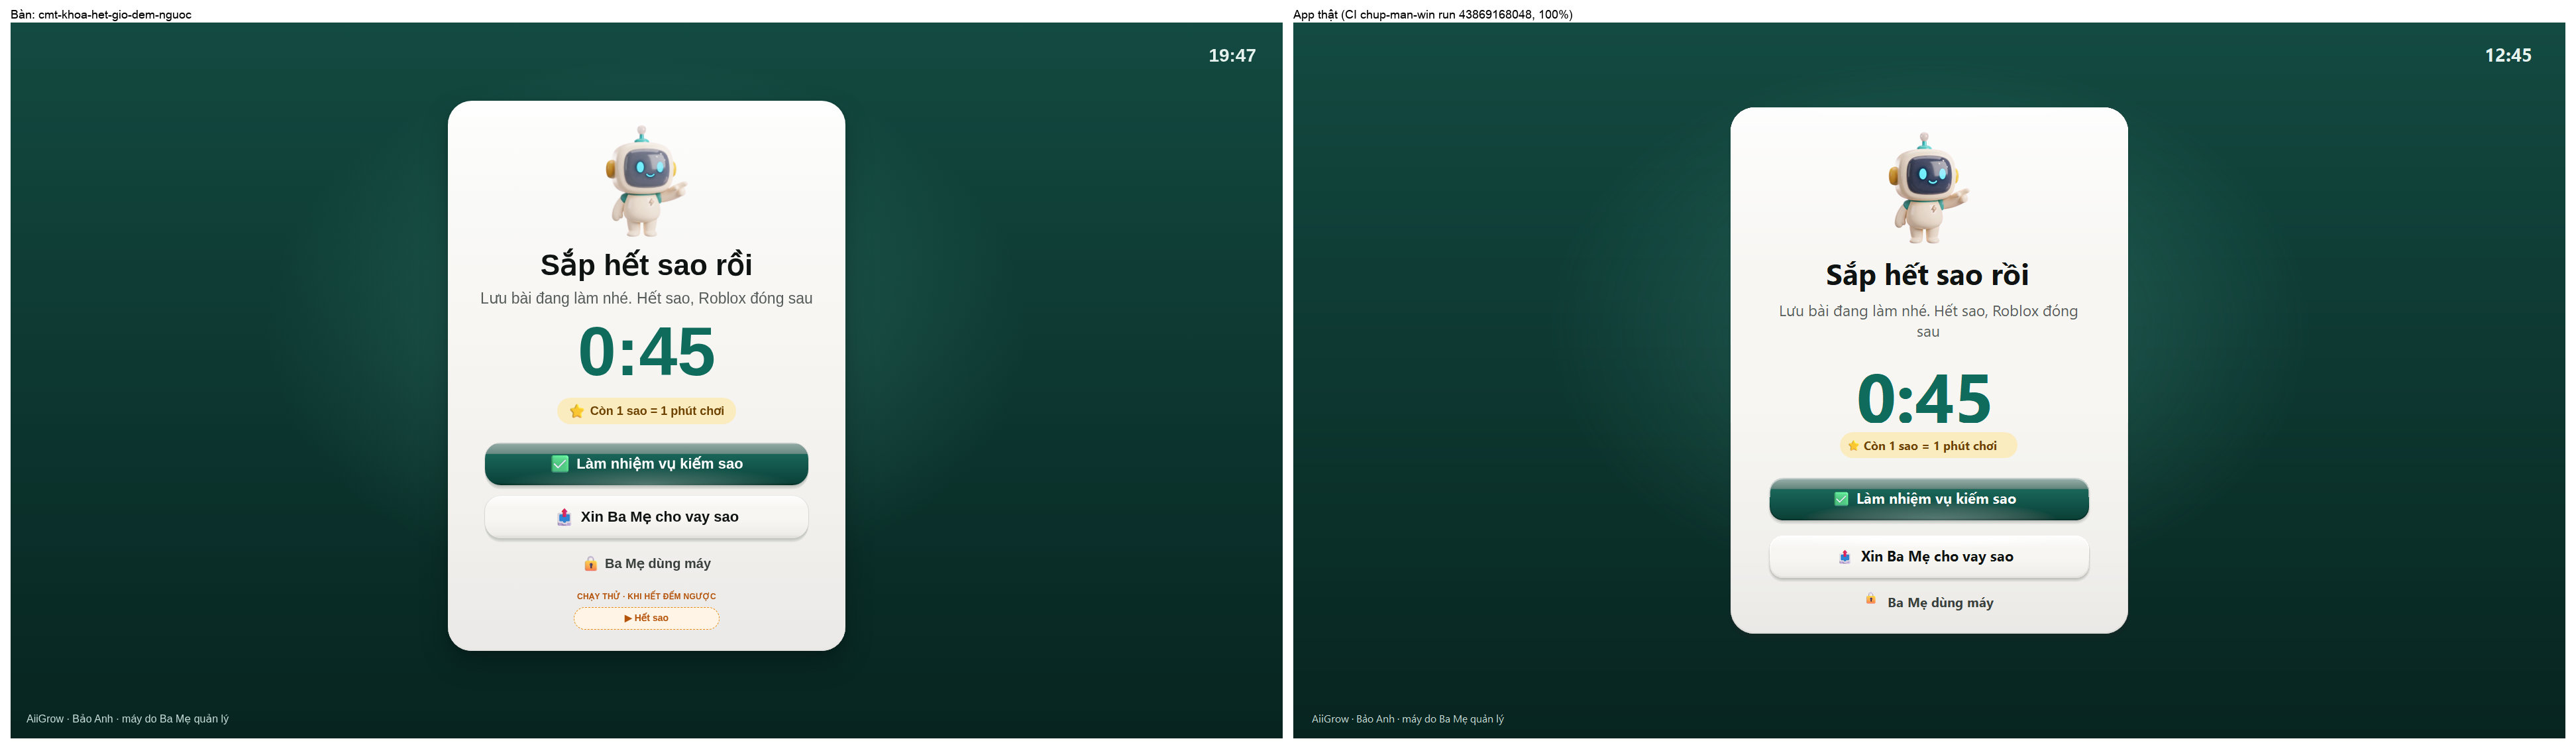 Bàn: cmt-khoa-het-gio-dem-nguoc
19:47
Sắp hết sao rồi
Lưu bài đang làm nhé. Hết sao, Roblox đóng sau
0:45
Còn 1 sao = 1 phút chơi
Làm nhiệm vụ kiếm sao
Xin Ba Mẹ cho vay sao
Ba Mẹ dùng máy
CHẠY THỬ · KHI HẾT ĐẾM NGƯỢC
▶ Hết sao
AiiGrow · Bảo Anh · máy do Ba Mẹ quản lý
App thật (CI chup-man-win run 43869168048, 100%)
12:45
Sắp hết sao rồi
Lưu bài đang làm nhé. Hết sao, Roblox đóng
sau
0:45
Còn 1 sao = 1 phút chơi
Làm nhiệm vụ kiếm sao
Xin Ba Mẹ cho vay sao
Ba Mẹ dùng máy
AiiGrow · Bảo Anh · máy do Ba Mẹ quản lý